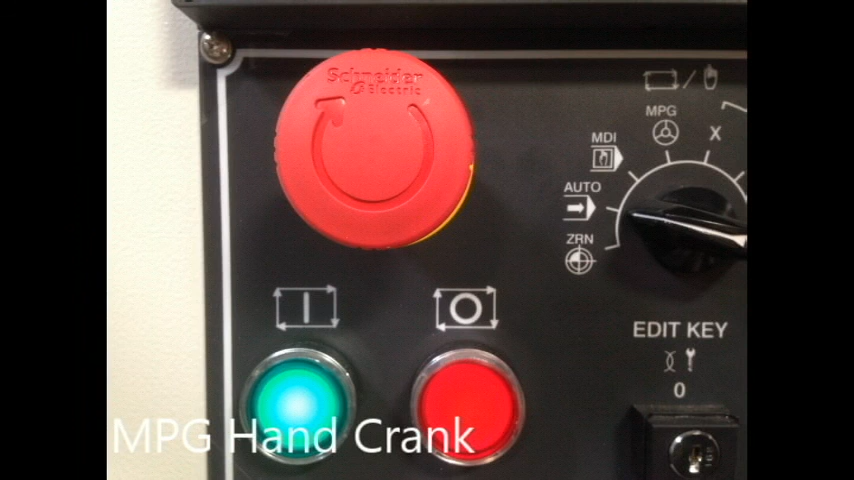 Schneider
Electric
MPG
X
MDI
AUTO
ZRN
EDIT KEY
0
MPG Hand Crank